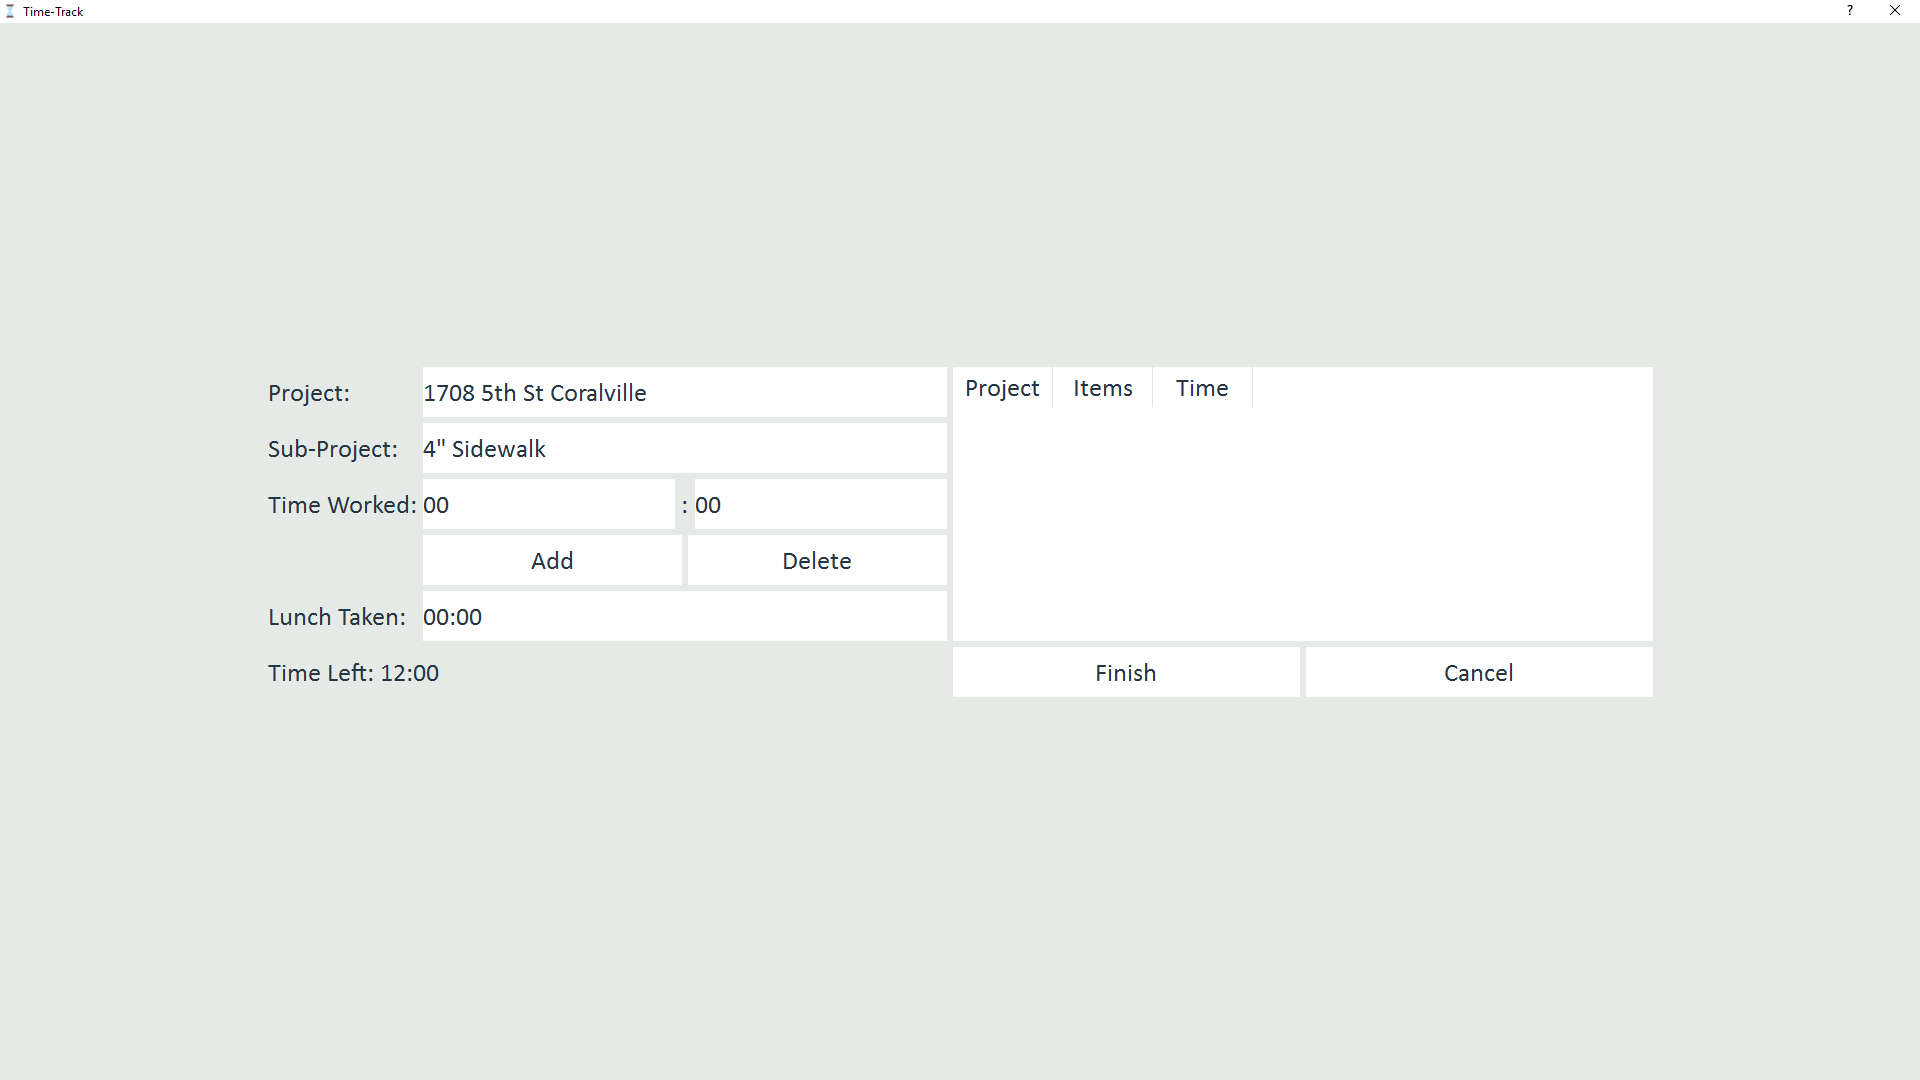 Time-Track
?
Project: 1708 5th St Coralville
Sub-Project: 4" Sidewalk
Time Worked: 00 : 00
Add Delete
Lunch Taken: 00:00
Time Left: 12:00
Project Items Time
Finish Cancel